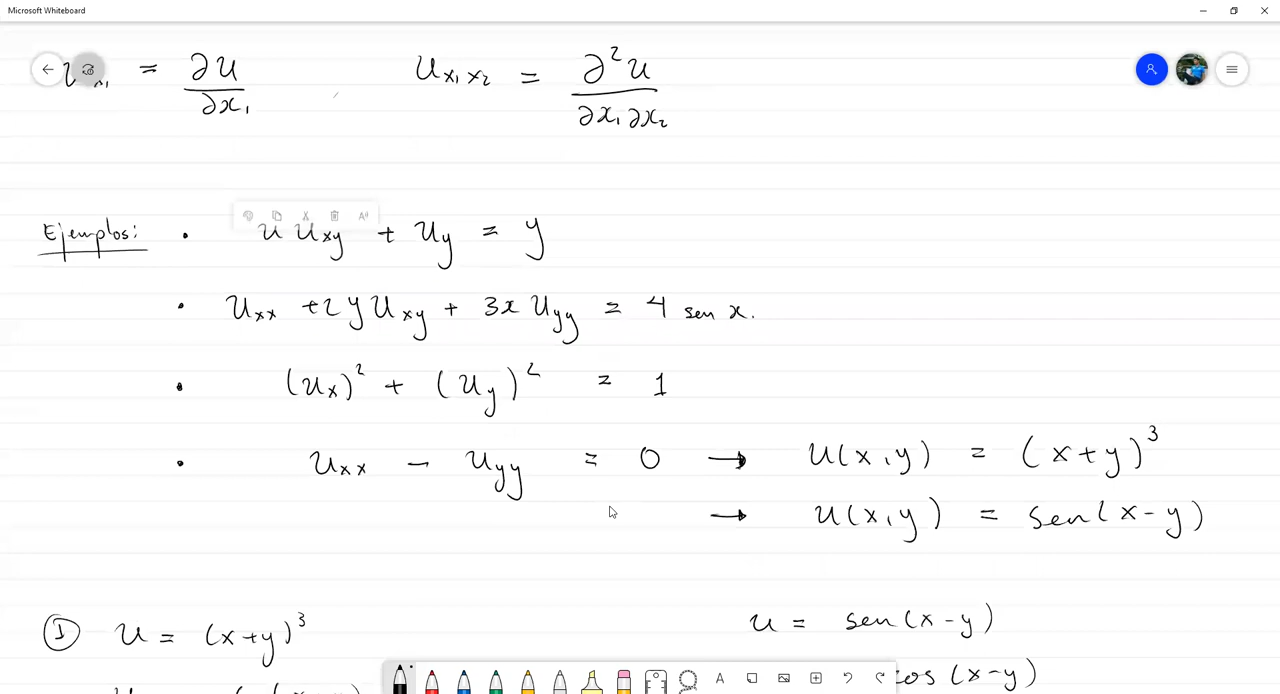 Microsoft Whiteboard
= ∂u/∂x₁    u_{x₁x₂} = ∂²u/∂x₁∂x₂
Ejemplos: • u u_{xy} + u_y = y
• u_{xx} + 2y u_{xy} + 3x u_{yy} = 4 sen x.
• (u_x)² + (u_y)² = 1
• u_{xx} − u_{yy} = 0 → u(x,y) = (x+y)³
→ u(x,y) = sen(x−y)
① u = (x+y)³    u = sen(x−y)
cos(x−y)